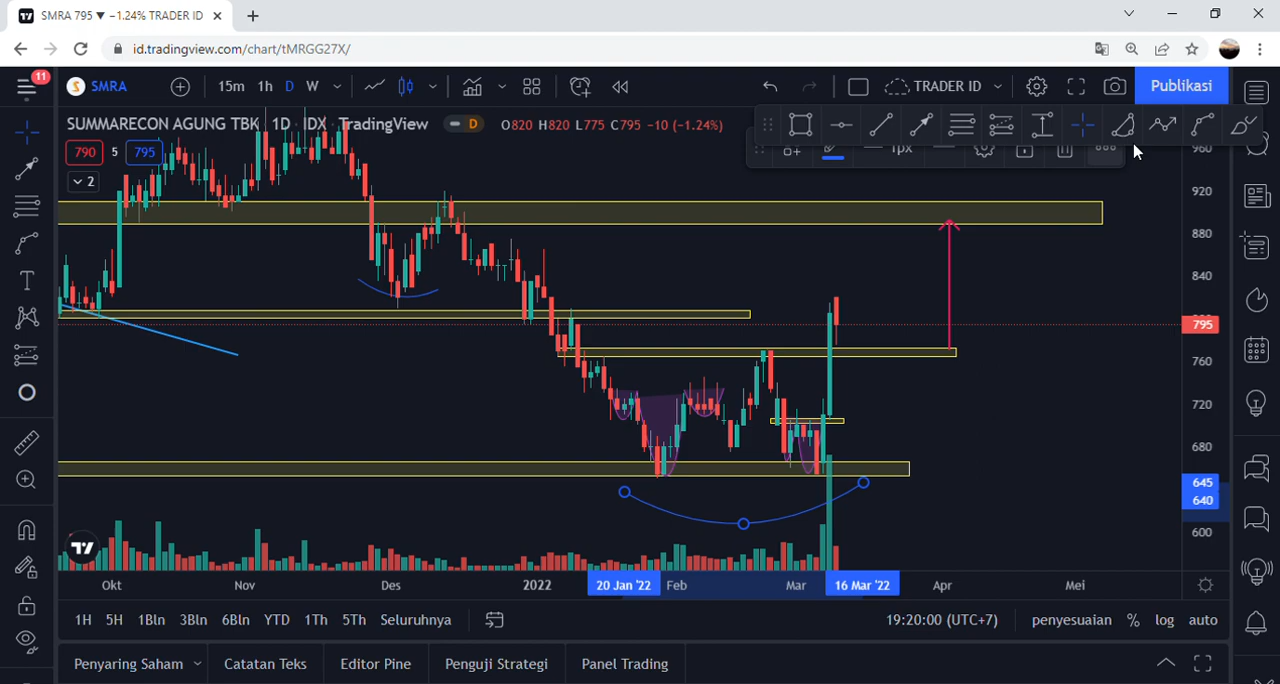 SMRA 795 ▼ −1.24% TRADER ID
id.tradingview.com/chart/tMRGG27X/
11
SMRA
15m 1h D W
TRADER ID
Publikasi
SUMMARECON AGUNG TBK 1D IDX TradingView D O820 H820 L775 C795 −10 (−1.24%)
790 5 795
2
1px
960
920
880
840
795
760
720
680
645
640
600
Okt Nov Des 2022 20 Jan '22 Feb Mar 16 Mar '22 Apr Mei
1H 5H 1Bln 3Bln 6Bln YTD 1Th 5Th Seluruhnya 19:20:00 (UTC+7) penyesuaian % log auto
Penyaring Saham Catatan Teks Editor Pine Penguji Strategi Panel Trading